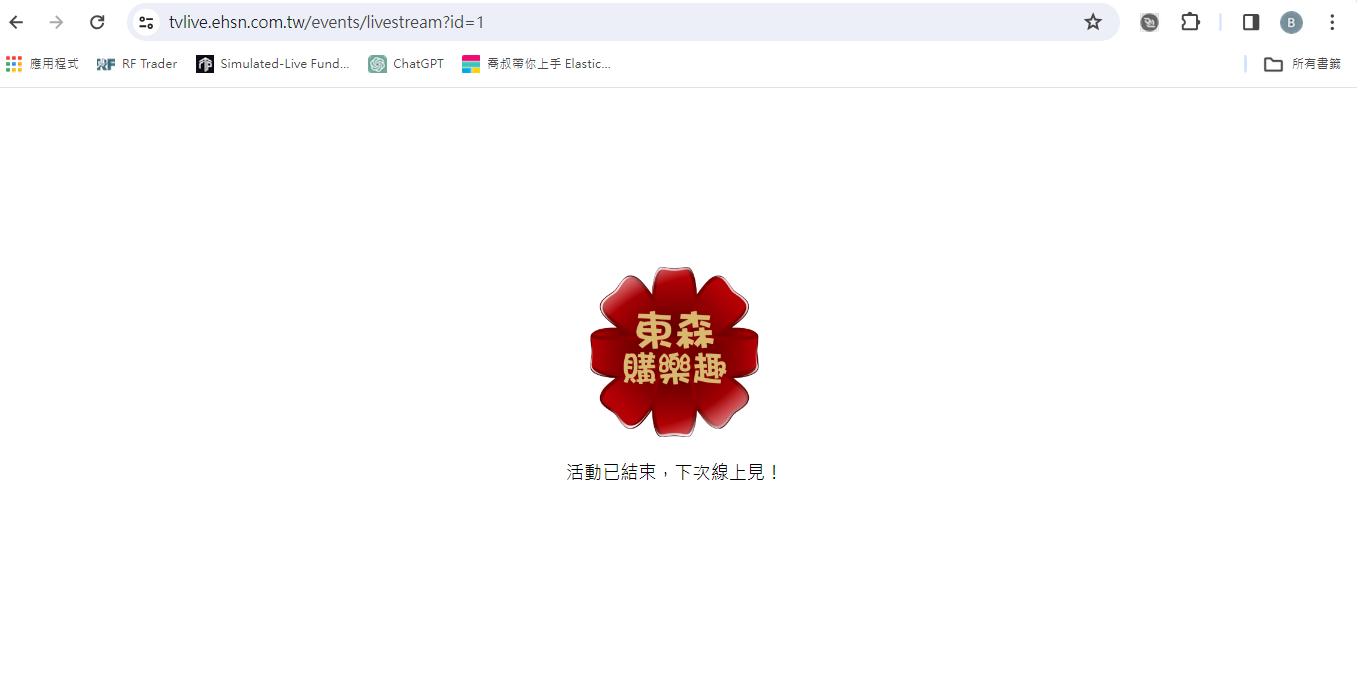 tvlive.ehsn.com.tw/events/livestream?id=1
B
應用程式
RF Trader
Simulated-Live Fund...
ChatGPT
喬叔帶你上手 Elastic...
所有書籤
東森
購樂趣
活動已結束，下次線上見！